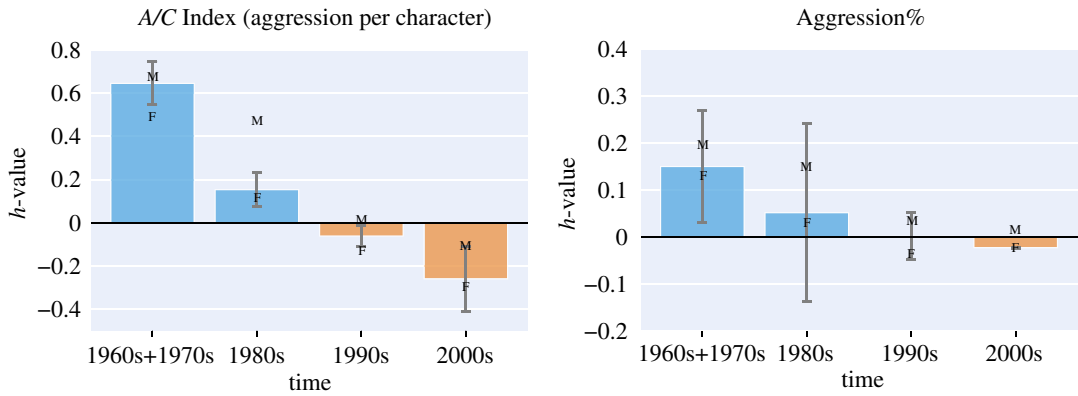 A/C Index (aggression per character)
h-value
0.8
0.6
0.4
0.2
0
−0.2
−0.4
M
F
M
F
M
F
M
F
1960s+1970s 1980s 1990s 2000s
time
Aggression%
h-value
0.4
0.3
0.2
0.1
0
−0.1
−0.2
M
F
M
F
M
F
M
F
1960s+1970s 1980s 1990s 2000s
time